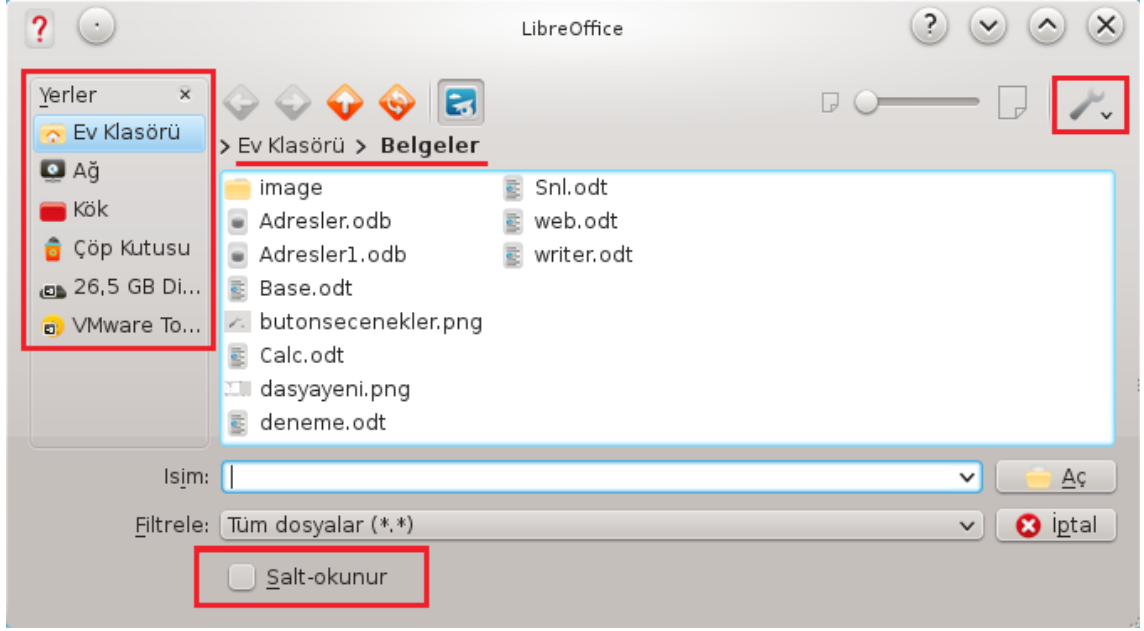 LibreOffice
Yerler
Ev Klasörü
Ağ
Kök
Çöp Kutusu
26,5 GB Di...
VMware To...
> Ev Klasörü > Belgeler
image
Adresler.odb
Adresler1.odb
Base.odt
butonsecenekler.png
Calc.odt
dasyayeni.png
deneme.odt
Snl.odt
web.odt
writer.odt
Isim:
Aç
Filtrele: Tüm dosyalar (*.*)
İptal
Salt-okunur